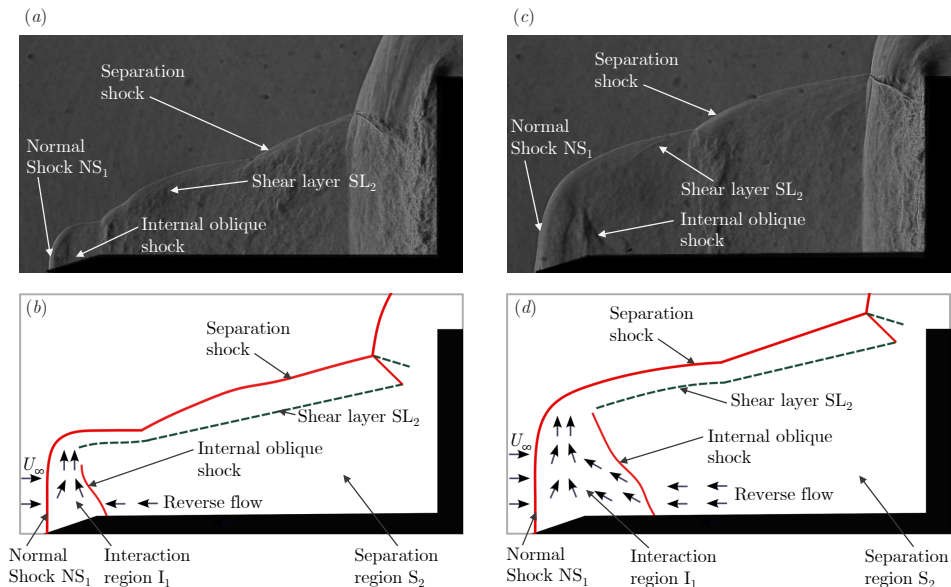 (a)
Separation
shock
Normal
Shock NS₁
Shear layer SL₂
Internal oblique
shock
(c)
Separation
shock
Normal
Shock NS₁
Shear layer SL₂
Internal oblique
shock
(b)
Separation
shock
Shear layer SL₂
U∞
Internal oblique
shock
Reverse flow
Normal
Shock NS₁
Interaction
region I₁
Separation
region S₂
(d)
Separation
shock
Shear layer SL₂
U∞
Internal oblique
shock
Reverse flow
Normal
Shock NS₁
Interaction
region I₁
Separation
region S₂